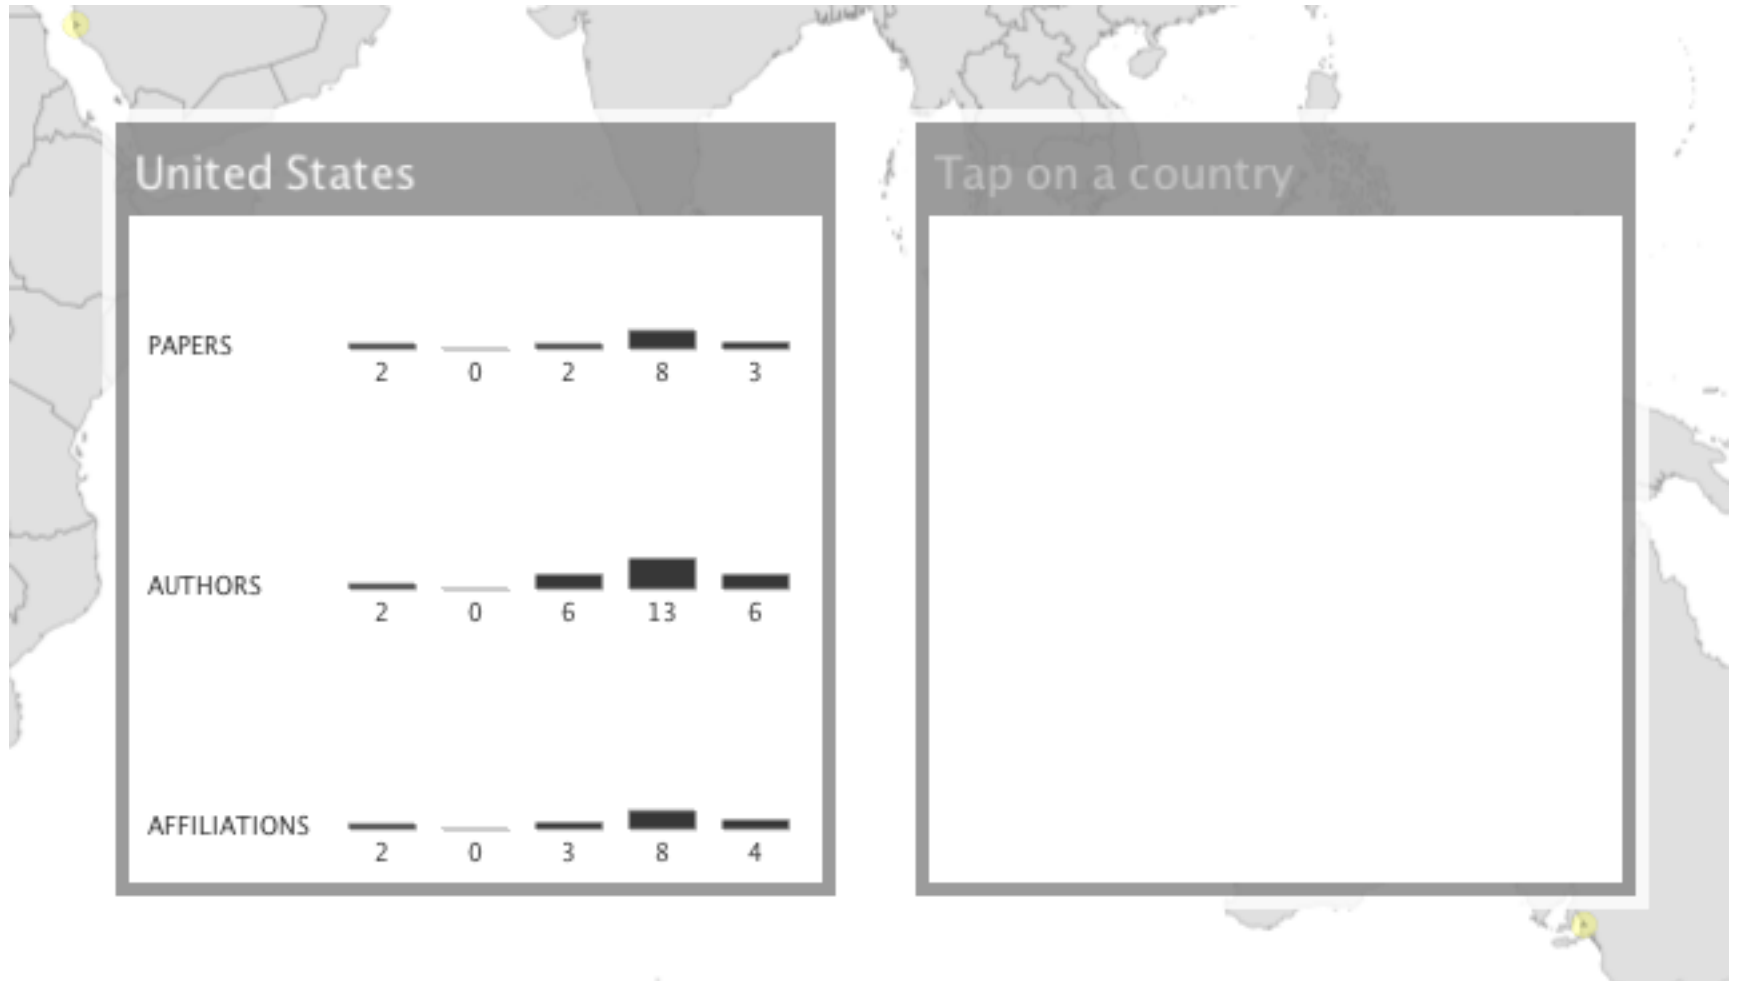 United States
PAPERS
2 0 2 8 3
AUTHORS
2 0 6 13 6
AFFILIATIONS
2 0 3 8 4
Tap on a country